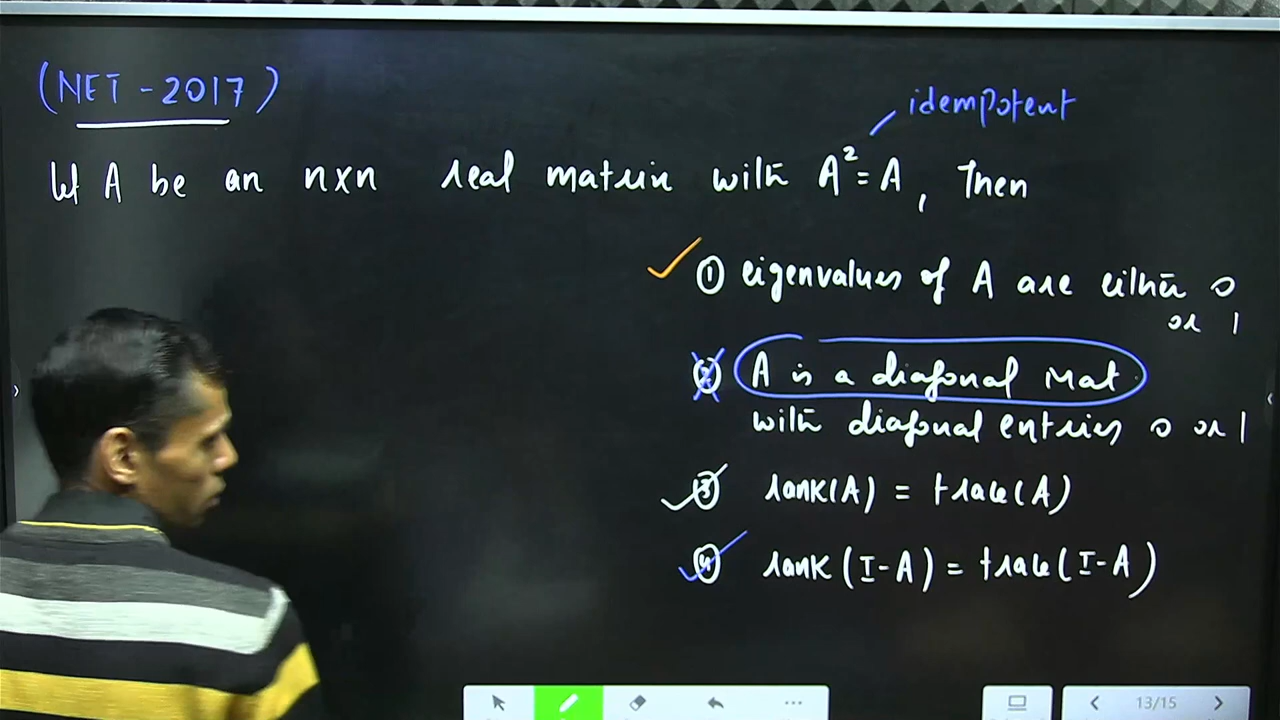 (NET - 2017)
idempotent
Let A be an nxn real matrix with A² = A, Then
① eigenvalues of A are either 0
or 1
② A is a diagonal Mat
with diagonal entries 0 or 1
③ rank(A) = trace(A)
④ rank (I-A) = trace (I-A)
13/15